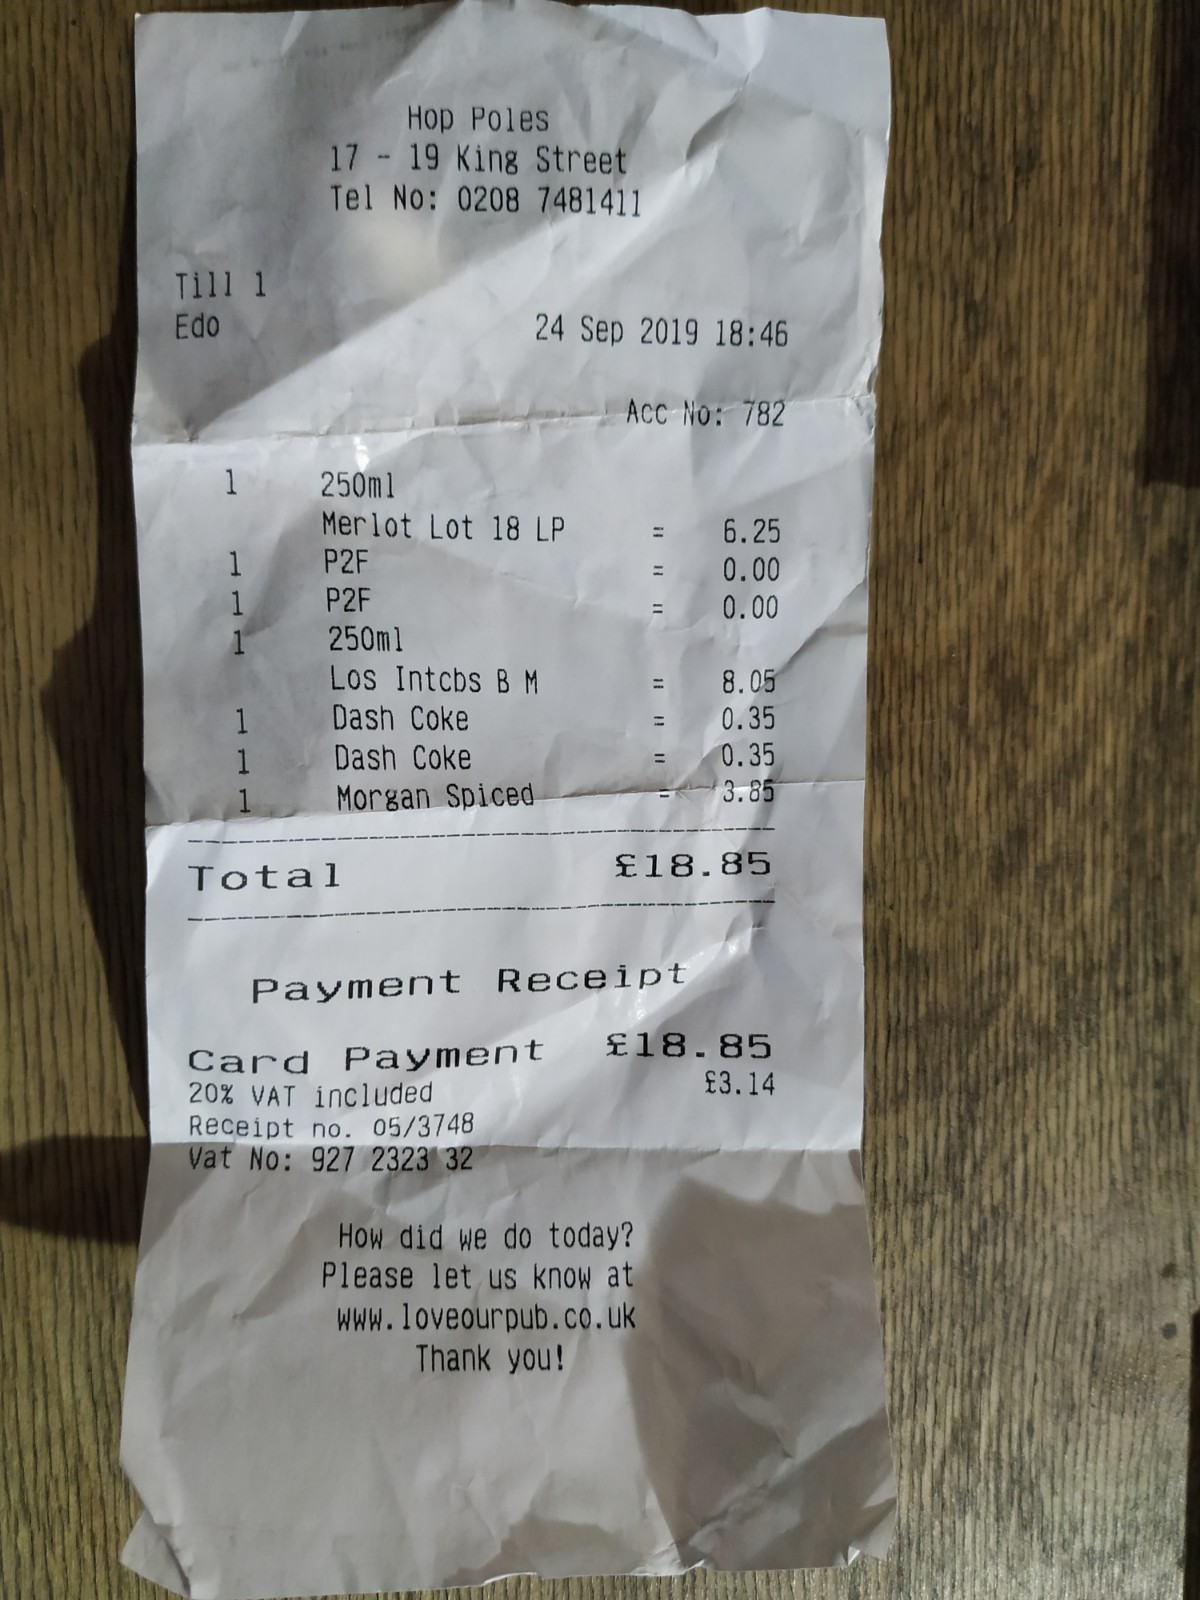 Hop Poles
17 - 19 King Street
Tel No: 0208 7481411
Till 1
Edo 24 Sep 2019 18:46
Acc No: 782
1 250ml
Merlot Lot 18 LP = 6.25
1 P2F = 0.00
1 P2F = 0.00
1 250ml
Los Intcbs B M = 8.05
1 Dash Coke = 0.35
1 Dash Coke = 0.35
1 Morgan Spiced = 3.85
Total £18.85
Payment Receipt
Card Payment £18.85
20% VAT included £3.14
Receipt no. 05/3748
Vat No: 927 2323 32
How did we do today?
Please let us know at
www.loveourpub.co.uk
Thank you!